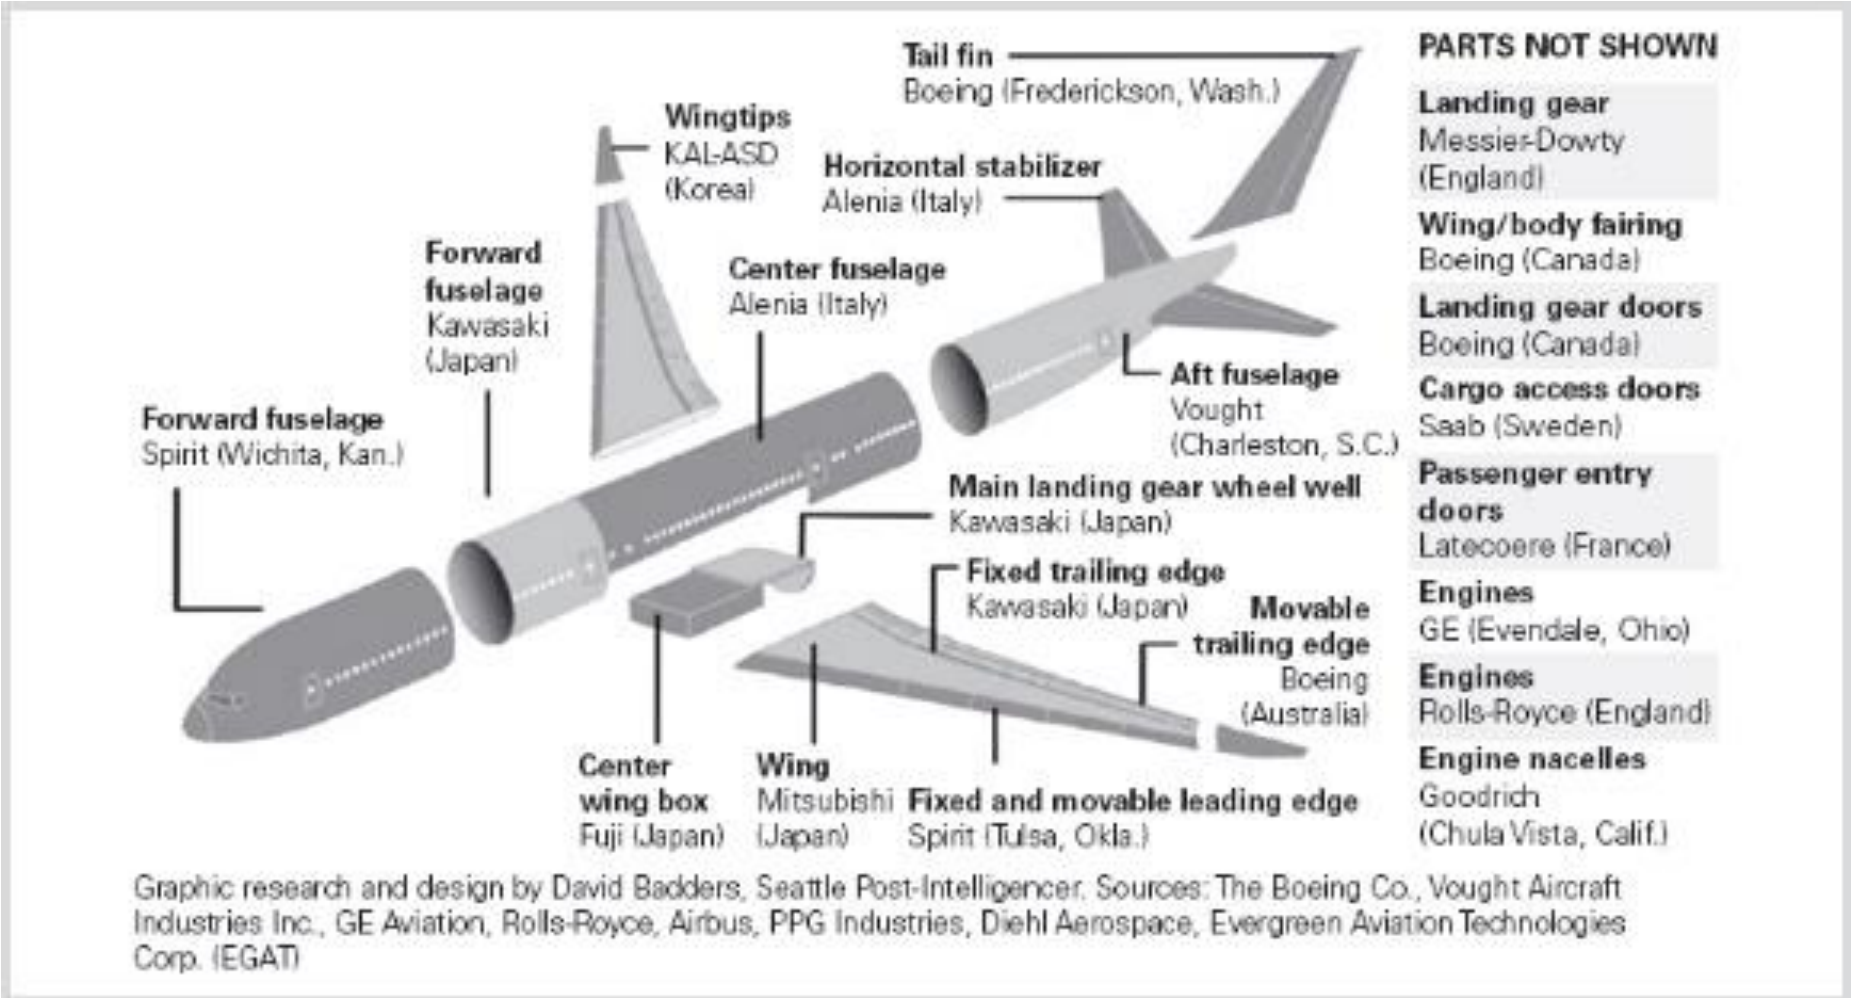 Tail fin
Boeing (Frederickson, Wash.)
Wingtips
KAL-ASD
(Korea)
Horizontal stabilizer
Alenia (Italy)
Forward
fuselage
Kawasaki
(Japan)
Center fuselage
Alenia (Italy)
Forward fuselage
Spirit (Wichita, Kan.)
Aft fuselage
Vought
(Charleston, S.C.)
Main landing gear wheel well
Kawasaki (Japan)
Fixed trailing edge
Kawasaki (Japan)
Movable
trailing edge
Boeing
(Australia)
Center
wing box
Fuji (Japan)
Wing
Mitsubishi
(Japan)
Fixed and movable leading edge
Spirit (Tulsa, Okla.)
PARTS NOT SHOWN
Landing gear
Messier-Dowty
(England)
Wing/body fairing
Boeing (Canada)
Landing gear doors
Boeing (Canada)
Cargo access doors
Saab (Sweden)
Passenger entry
doors
Latecoere (France)
Engines
GE (Evendale, Ohio)
Engines
Rolls-Royce (England)
Engine nacelles
Goodrich
(Chula Vista, Calif.)
Graphic research and design by David Badders, Seattle Post-Intelligencer. Sources: The Boeing Co., Vought Aircraft
Industries Inc., GE Aviation, Rolls-Royce, Airbus, PPG Industries, Diehl Aerospace, Evergreen Aviation Technologies
Corp. (EGAT)